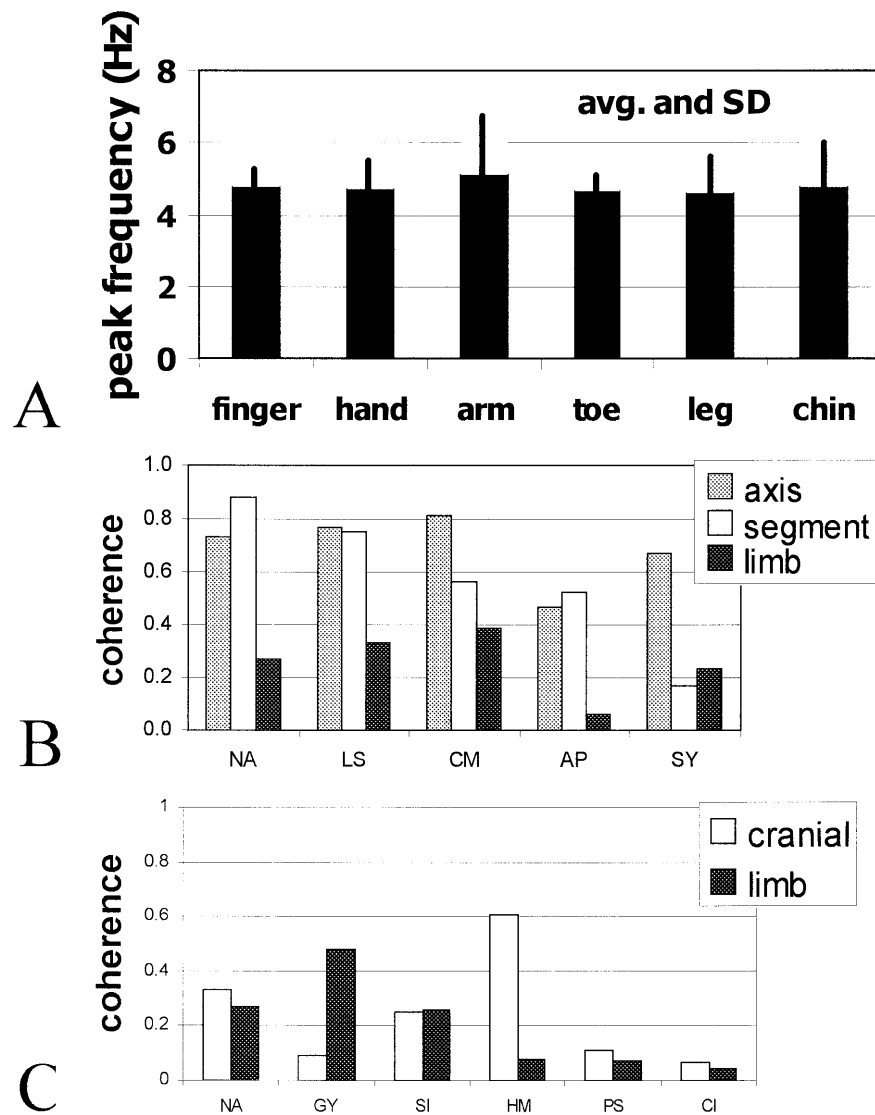 peak frequency (Hz)
8
6
4
2
0
avg. and SD
finger hand arm toe leg chin
A
coherence
1.0
0.8
0.6
0.4
0.2
0.0
axis
segment
limb
NA LS CM AP SY
B
coherence
1
0.8
0.6
0.4
0.2
0
cranial
limb
NA GY SI HM PS CI
C